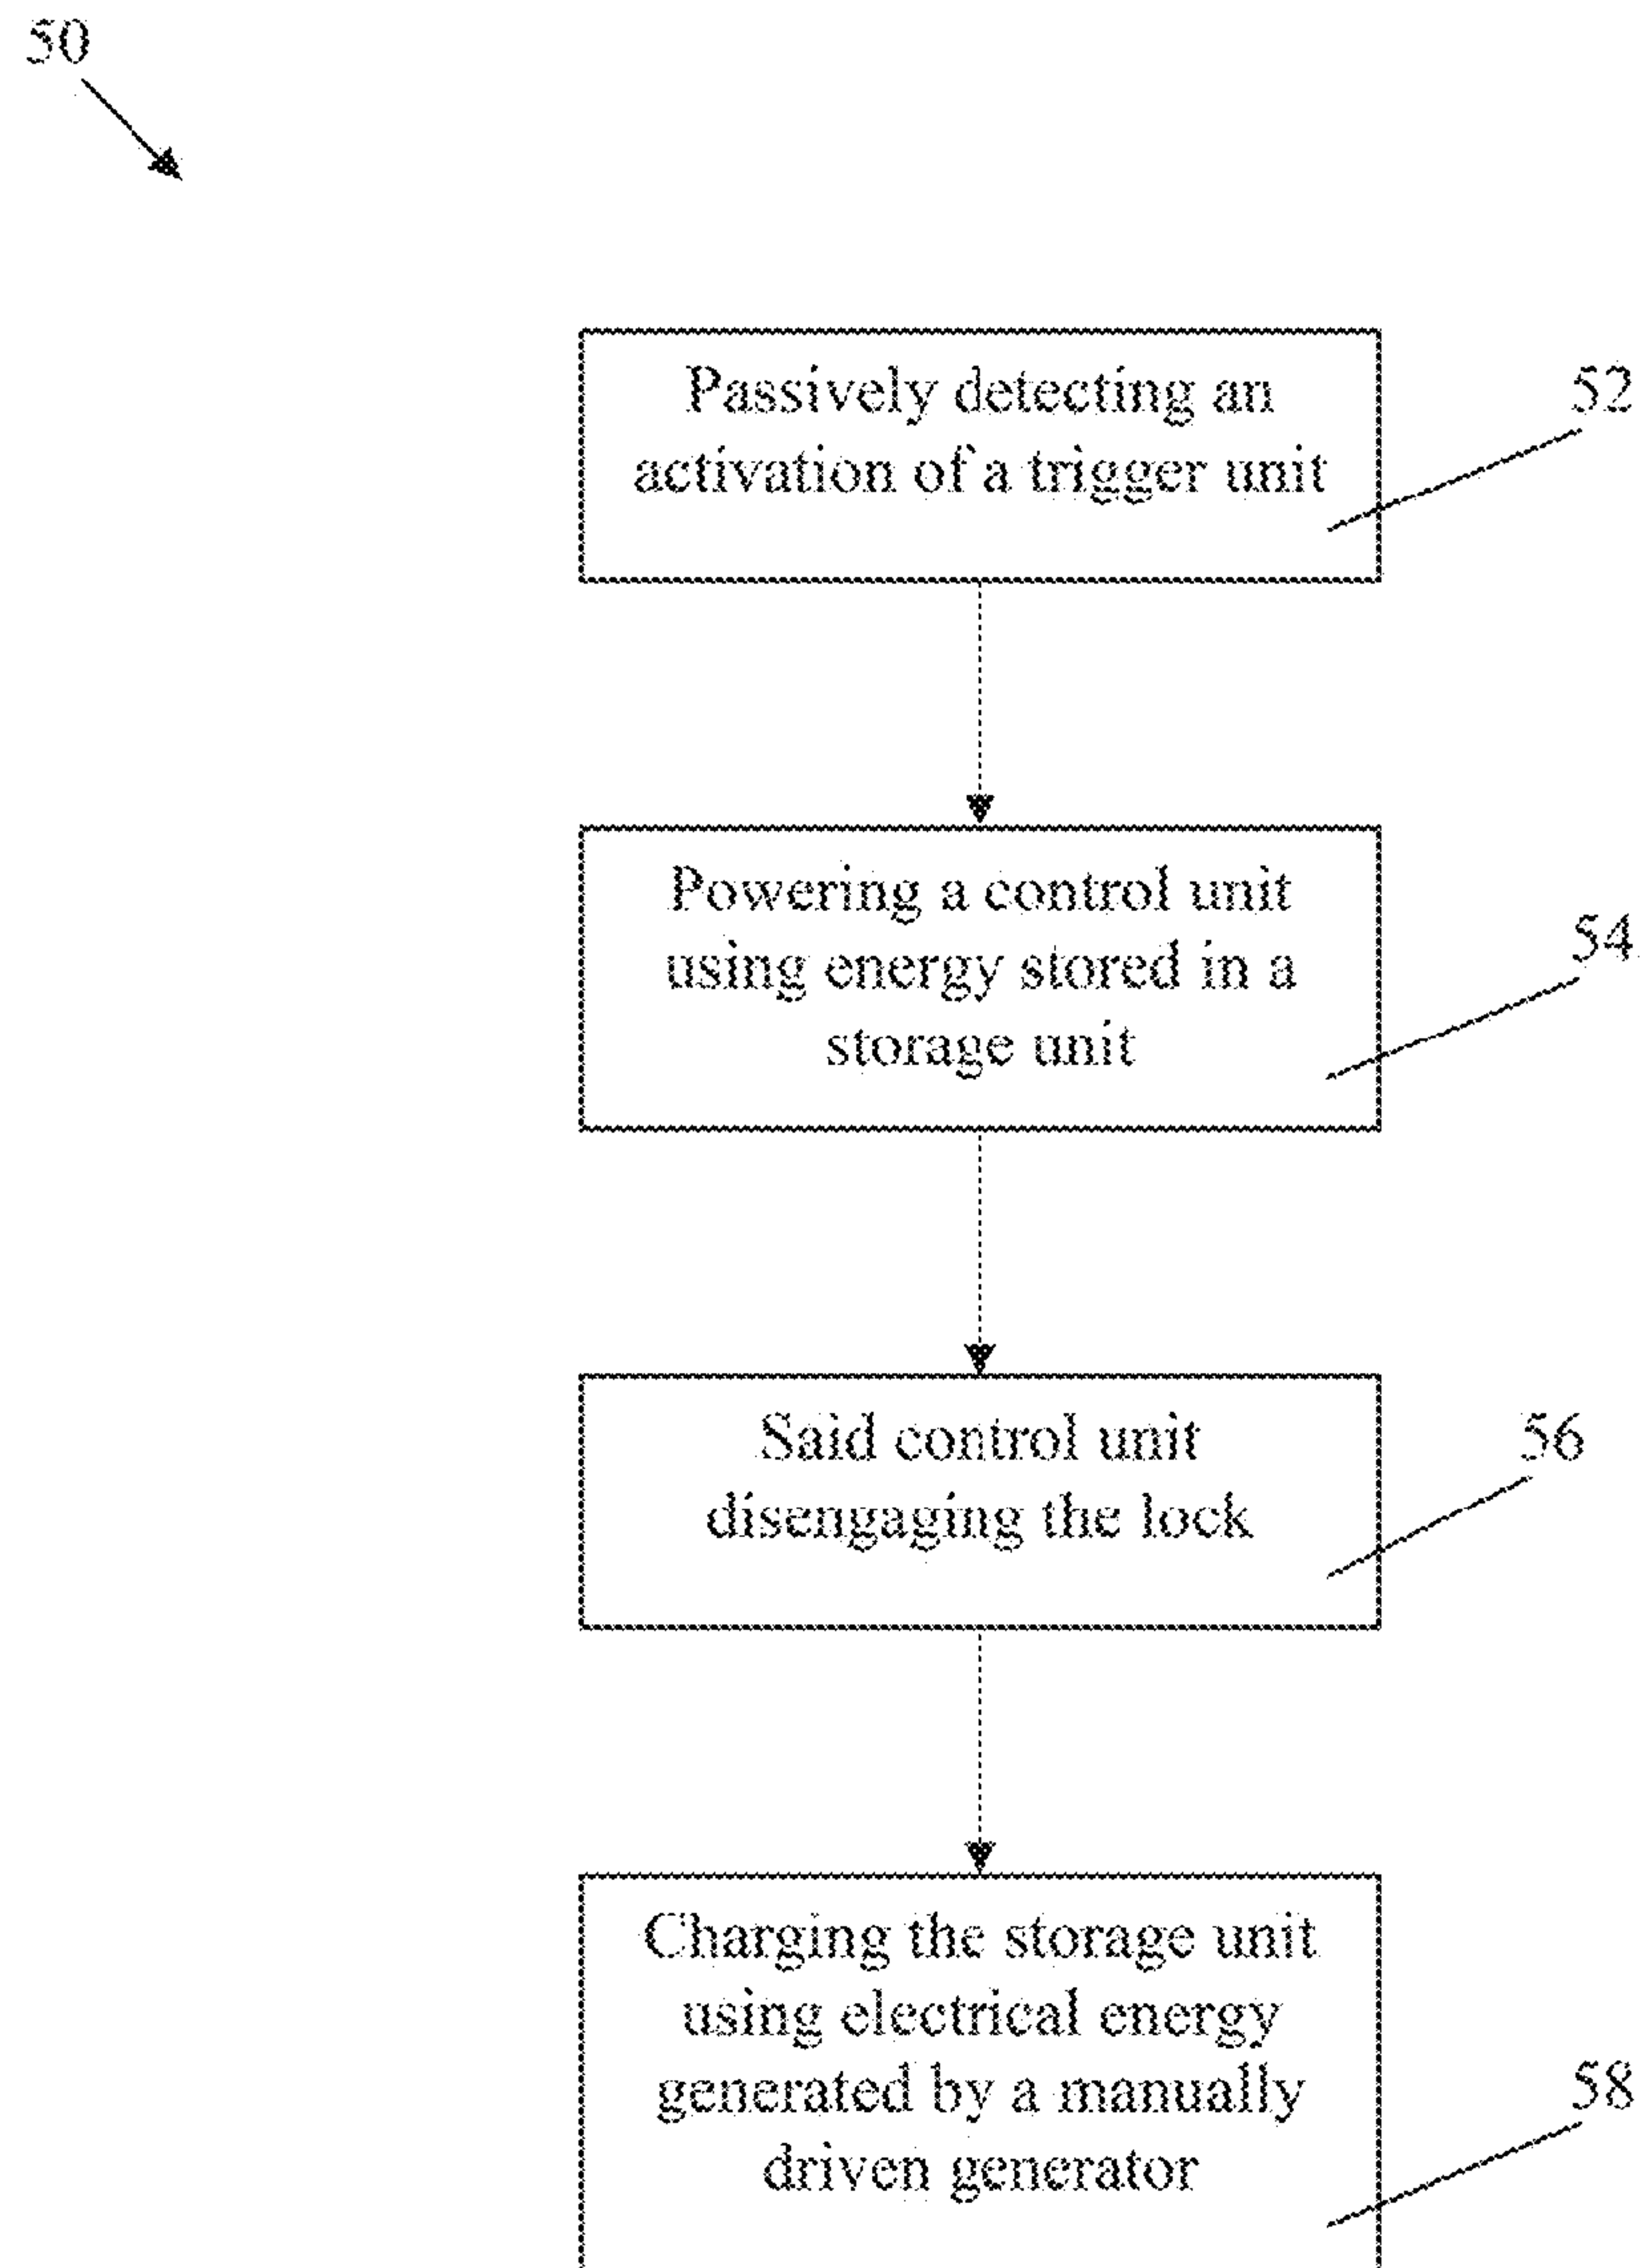 50
Passively detecting an
activation of a trigger unit
52
Powering a control unit
using energy stored in a
storage unit
54
Said control unit
disengaging the lock
56
Charging the storage unit
using electrical energy
generated by a manually
driven generator
58